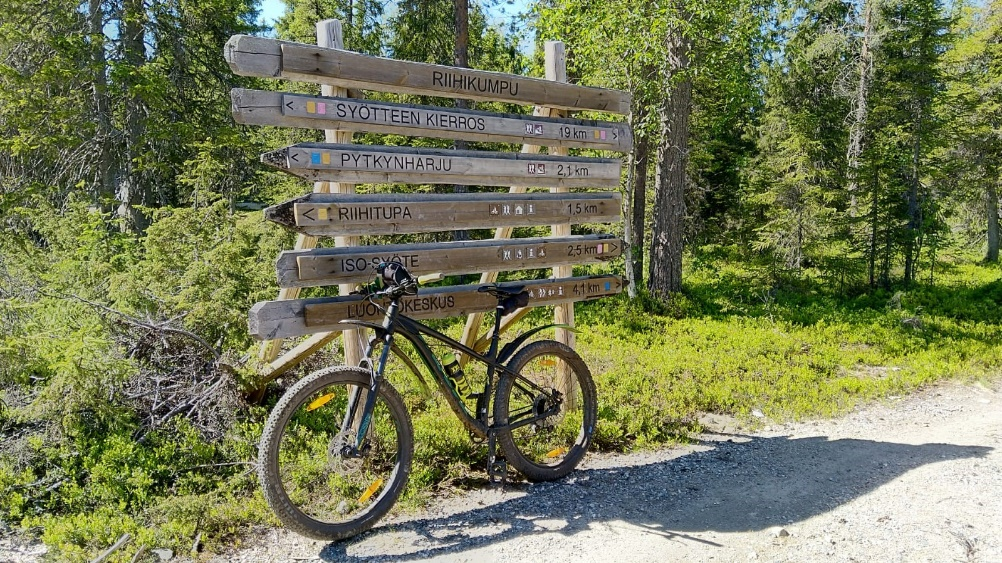 RIIHIKUMPU
< SYÖTTEEN KIERROS 19 km >
< PYTKYNHARJU 2,1 km
< RIIHITUPA 1,5 km
ISO-SYÖTE 2,5 km >
4,1 km >